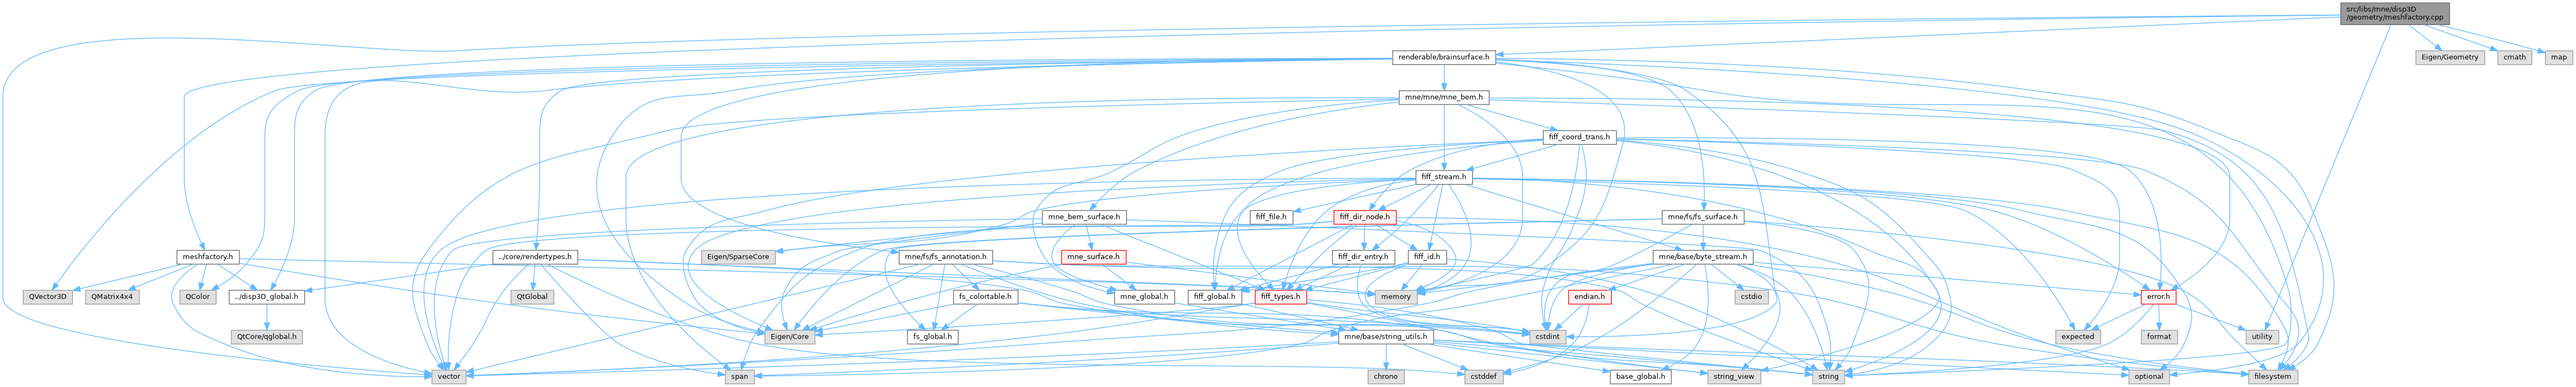 src/libs/mne/disp3D
/geometry/meshfactory.cpp
renderable/brainsurface.h
Eigen/Geometry
cmath
map
mne/mne/mne_bem.h
fiff_coord_trans.h
fiff_stream.h
mne_bem_surface.h
fiff_file.h
fiff_dir_node.h
mne/fs/fs_surface.h
meshfactory.h
../core/rendertypes.h
Eigen/SparseCore
mne_surface.h
mne/fs/fs_annotation.h
fiff_dir_entry.h
fiff_id.h
mne/base/byte_stream.h
QVector3D
QMatrix4x4
QColor
../disp3D_global.h
QtGlobal
fs_colortable.h
mne_global.h
fiff_global.h
fiff_types.h
memory
endian.h
cstdio
error.h
QtCore/qglobal.h
Eigen/Core
fs_global.h
mne/base/string_utils.h
cstdint
expected
format
utility
vector
span
chrono
cstddef
base_global.h
string_view
string
optional
filesystem